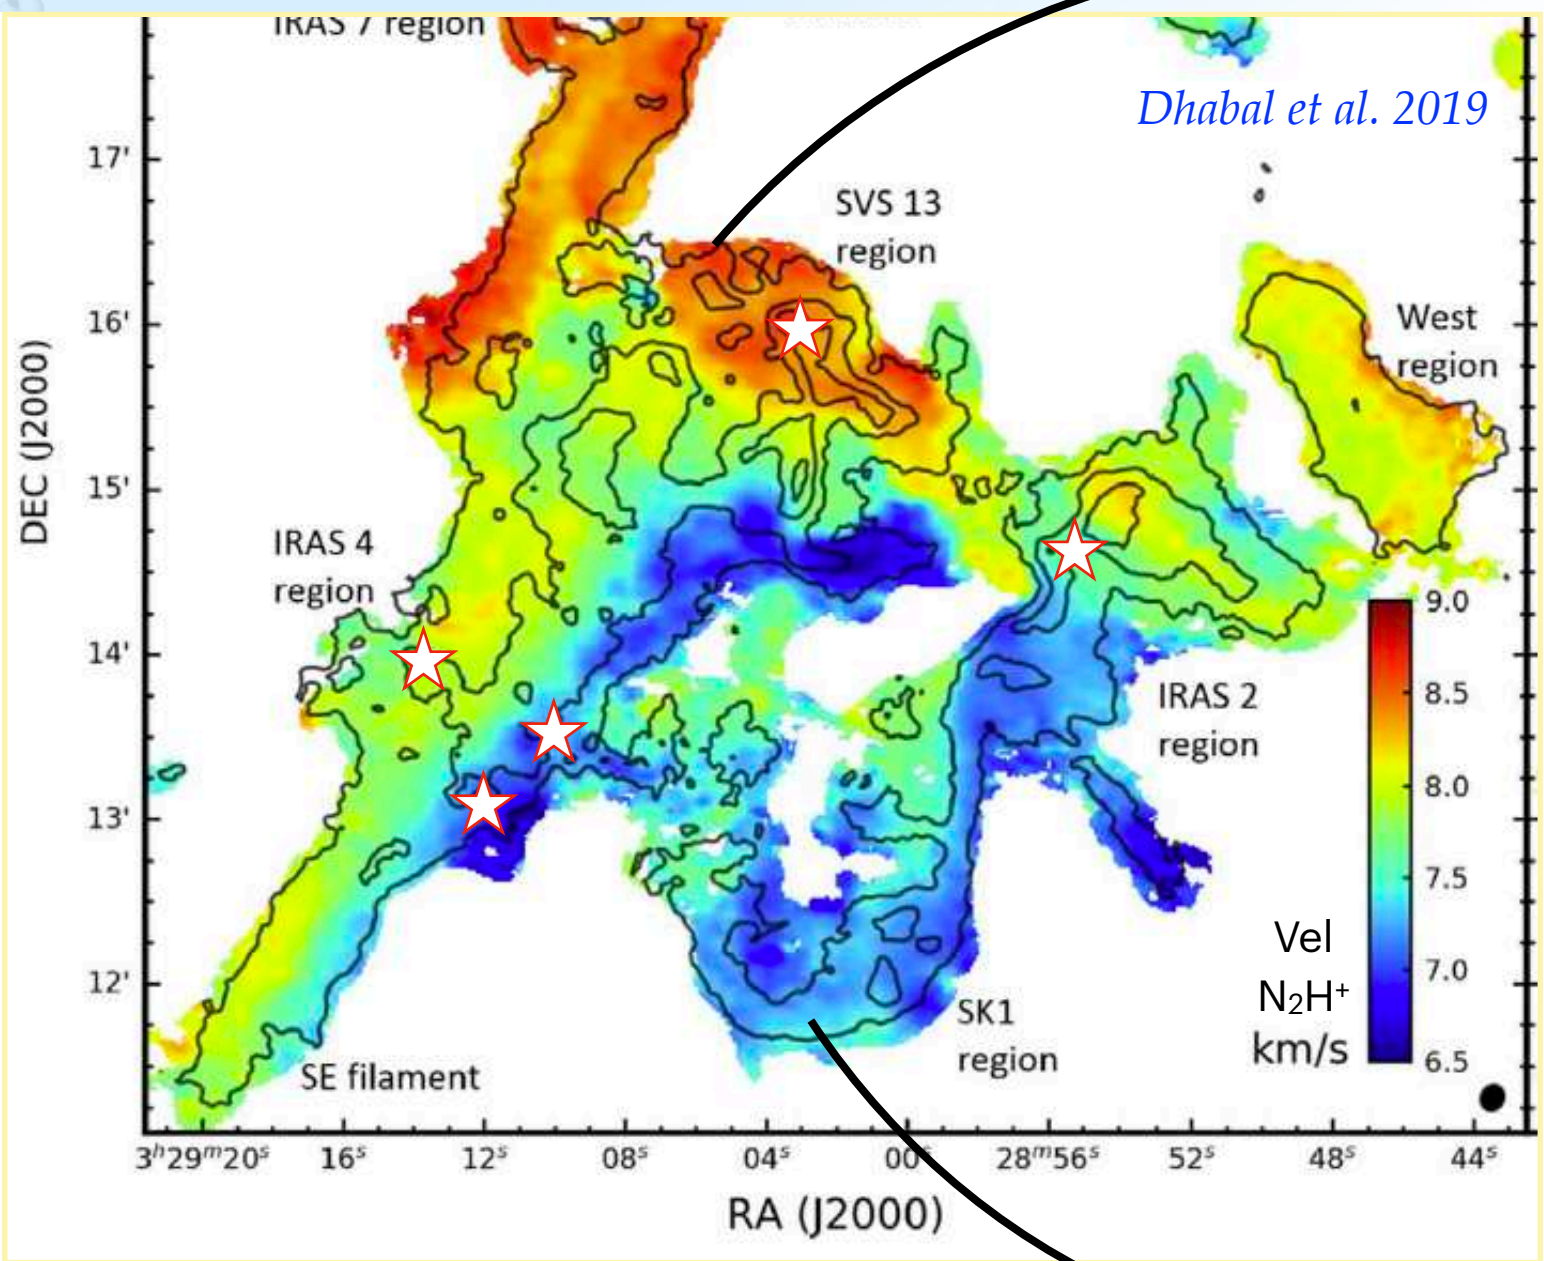 IRAS 7 region
Dhabal et al. 2019
17'
SVS 13
region
16'
West
region
DEC (J2000)
15'
IRAS 4
region
9.0
14'
8.5
IRAS 2
region
8.0
13'
7.5
Vel
7.0
N₂H⁺
12'
SK1
region
km/s
6.5
SE filament
3ʰ29ᵐ20ˢ 16ˢ 12ˢ 08ˢ 04ˢ 00ˢ 28ᵐ56ˢ 52ˢ 48ˢ 44ˢ
RA (J2000)